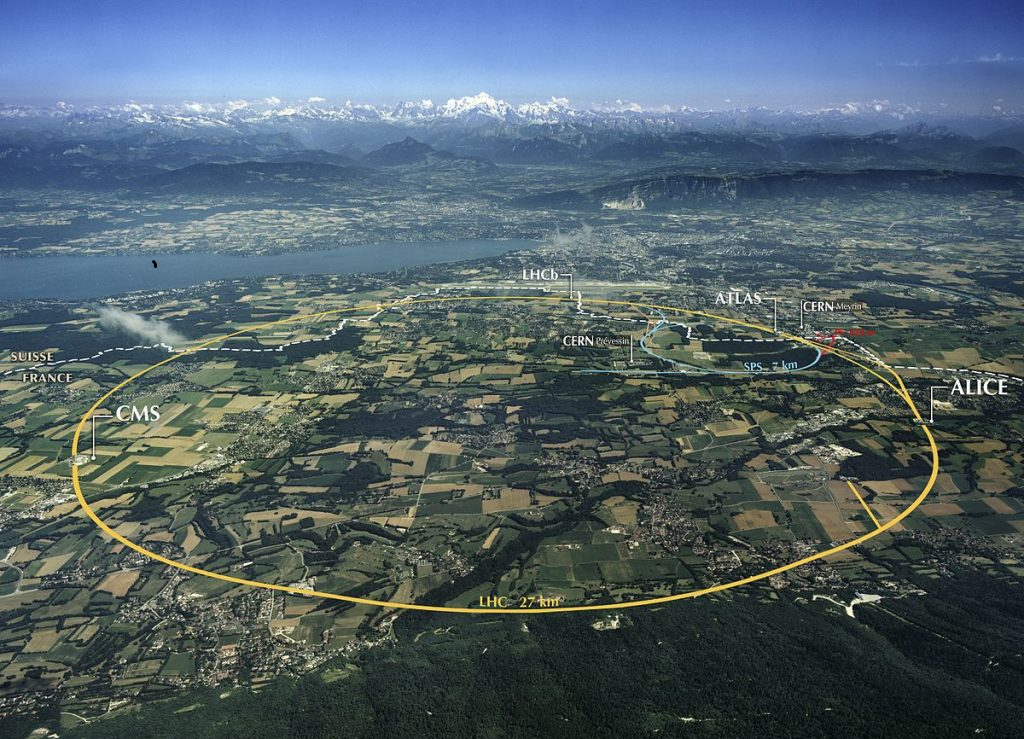 LHCb
ATLAS
CERN Meyrin
CERN Prévessin
SPS 7 km
SUISSE
FRANCE
CMS
ALICE
LHC 27 km